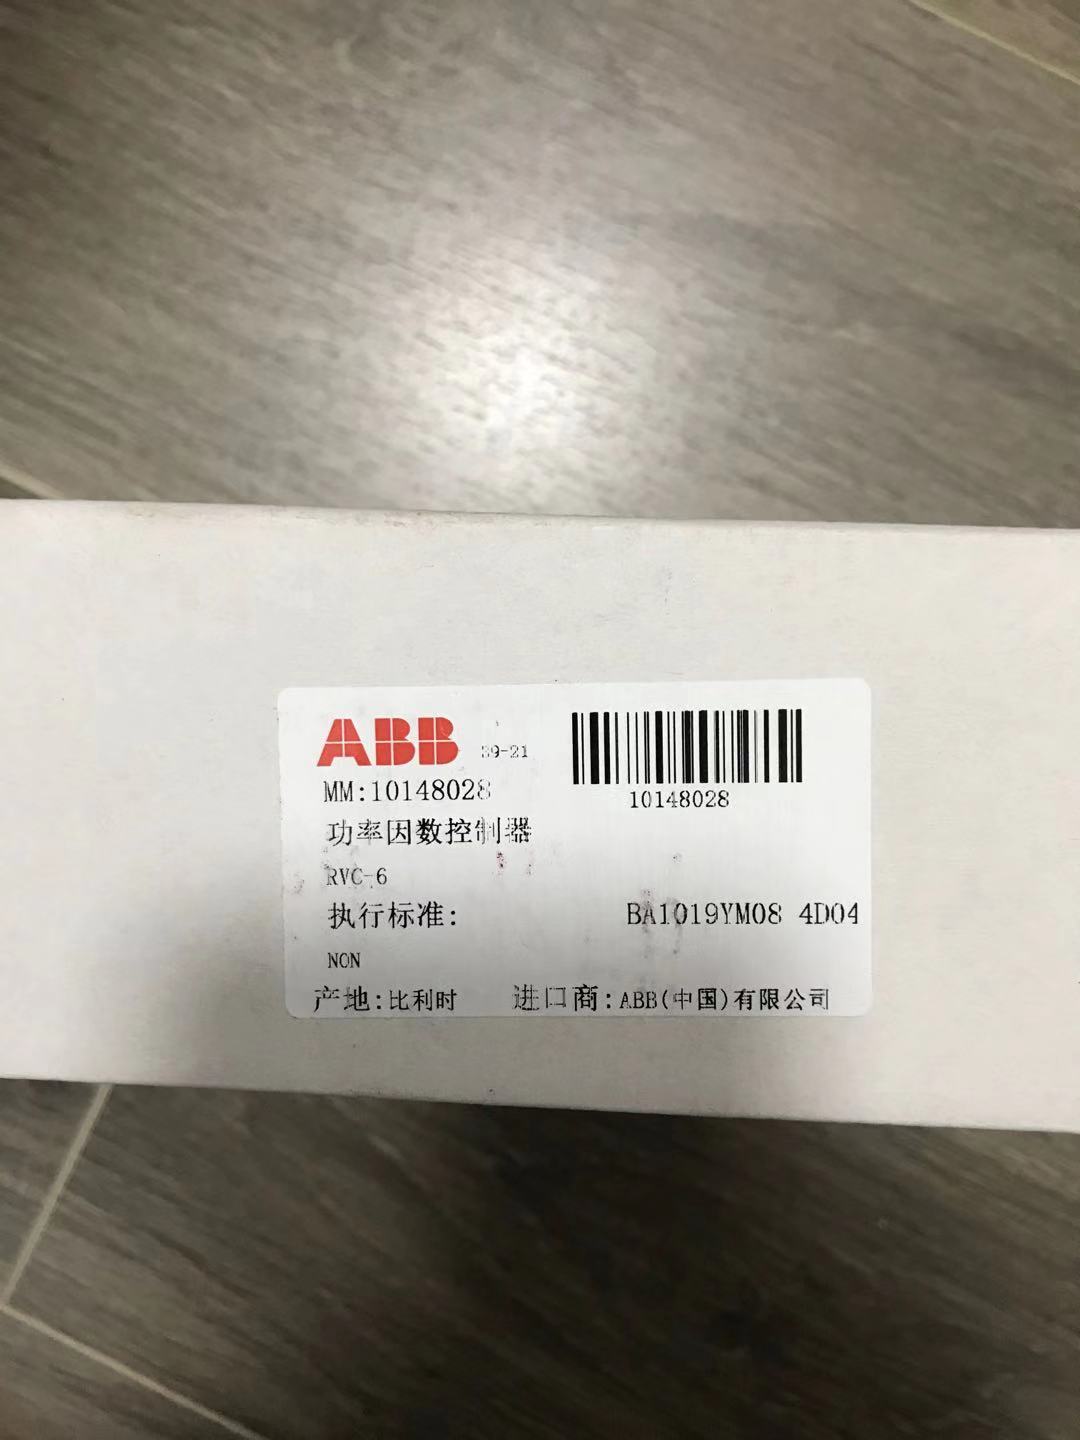 ABB 39-21
MM:10148028
10148028
功率因数控制器
RVC-6
执行标准:
BA1019YM08 4D04
NON
产地:比利时 进口商:ABB(中国)有限公司